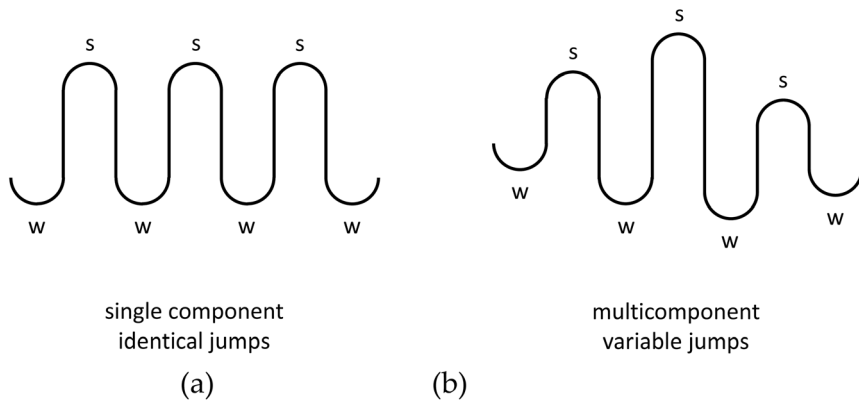 s s s
w w w w
single component
identical jumps
(a)
s s s
w w w w
multicomponent
variable jumps
(b)